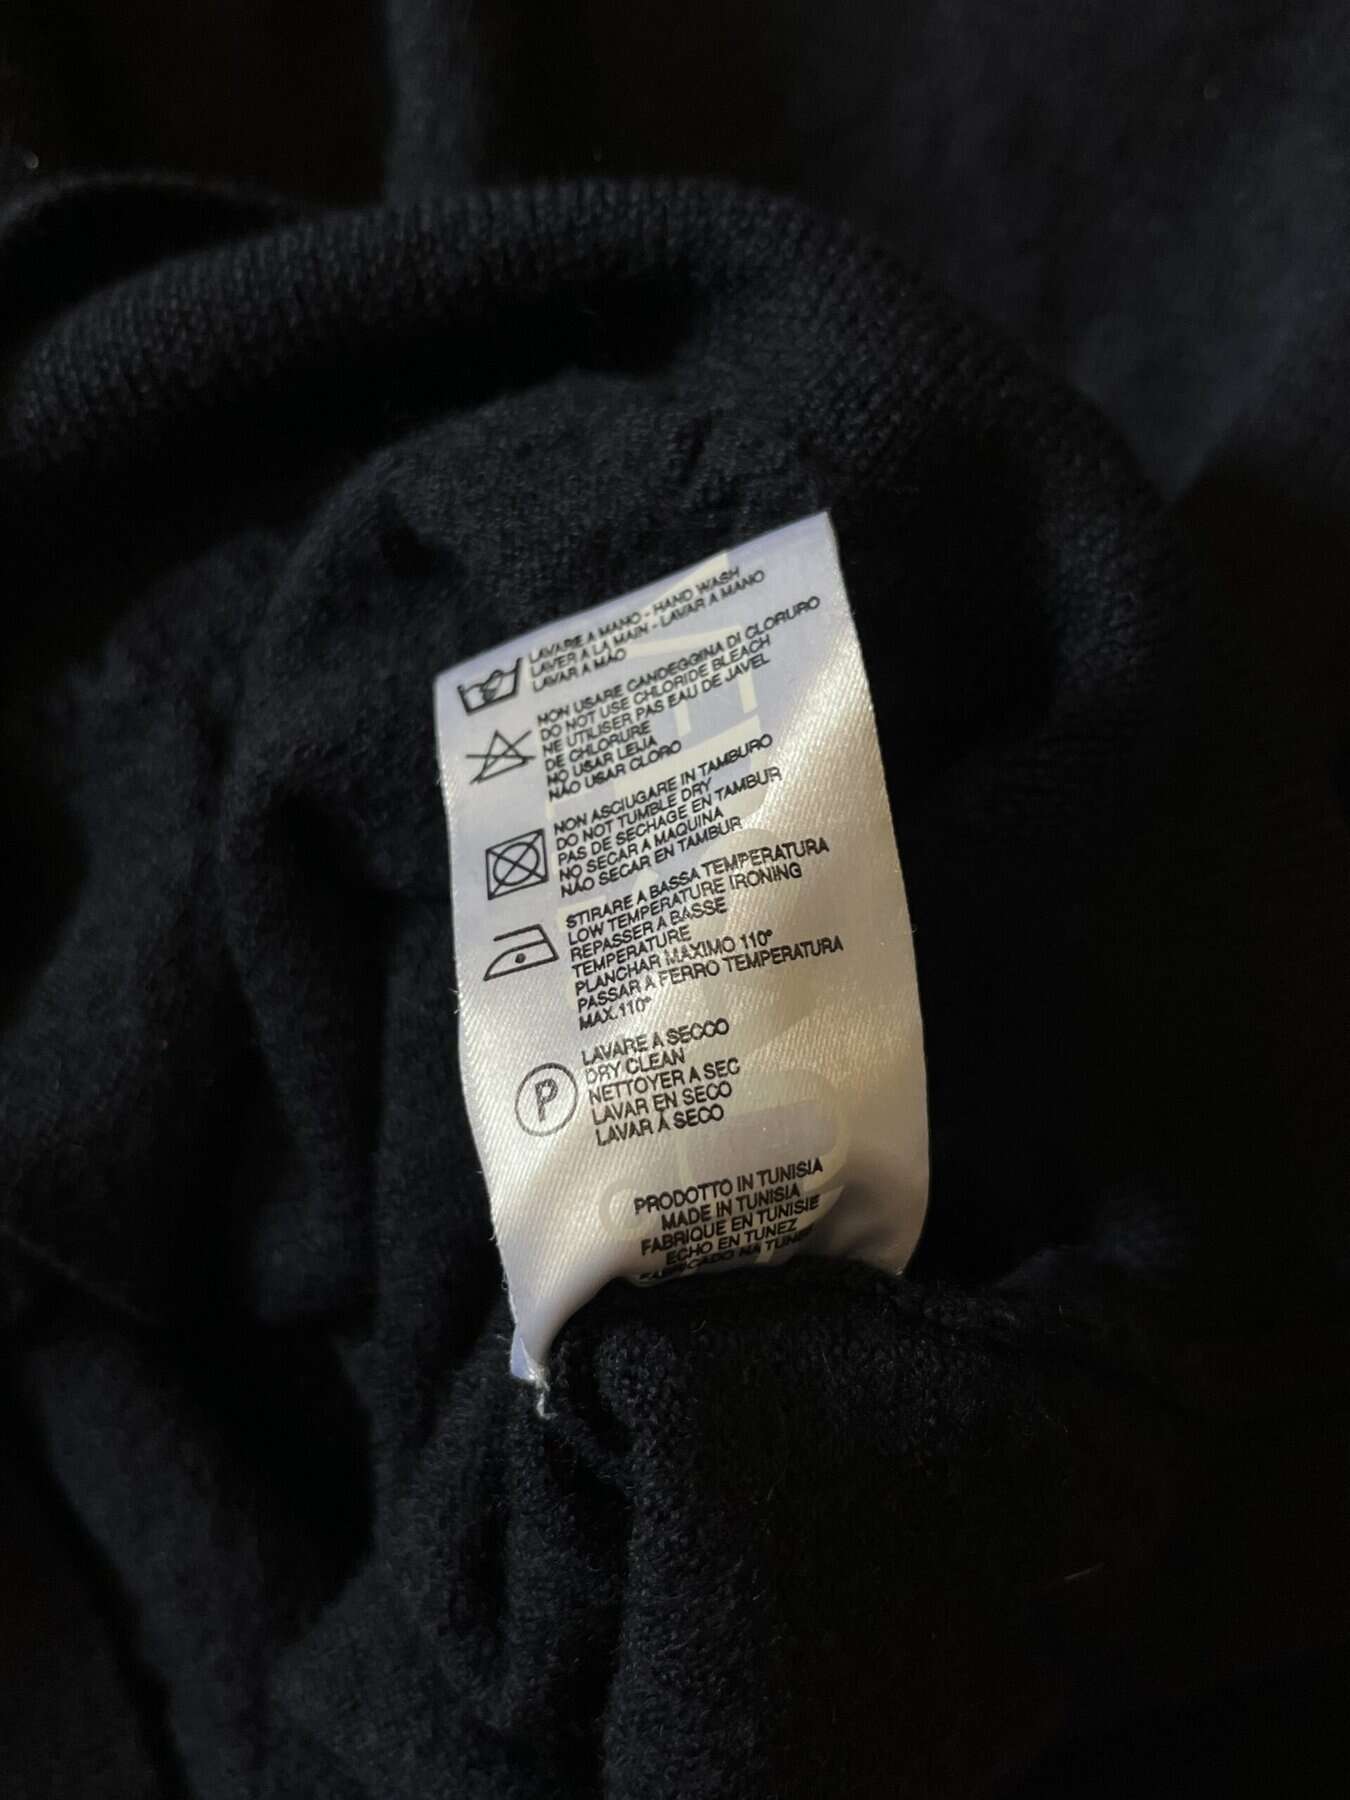 LAVARE A MANO - HAND WASH
LAVER A LA MAIN - LAVAR A MANO
LAVAR A MÃO
NON USARE CANDEGGINA DI CLORURO
DO NOT USE CHLORIDE BLEACH
NE UTILISER PAS EAU DE JAVEL
DE CHLORURE
NO USAR LEIJA
NÃO USAR CLORO
NON ASCIUGARE IN TAMBURO
DO NOT TUMBLE DRY
PAS DE SECHAGE EN TAMBUR
NO SECAR A MAQUINA
NÃO SECAR EN TAMBUR
STIRARE A BASSA TEMPERATURA
LOW TEMPERATURE IRONING
REPASSER A BASSE
TEMPERATURE
PLANCHAR MAXIMO 110°
PASSAR A FERRO TEMPERATURA
MAX.110°
P
LAVARE A SECCO
DRY CLEAN
NETTOYER A SEC
LAVAR EN SECO
LAVAR Ã SECO
PRODOTTO IN TUNISIA
MADE IN TUNISIA
FABRIQUE EN TUNISIE
ECHO EN TUNEZ
FABRICADO NA